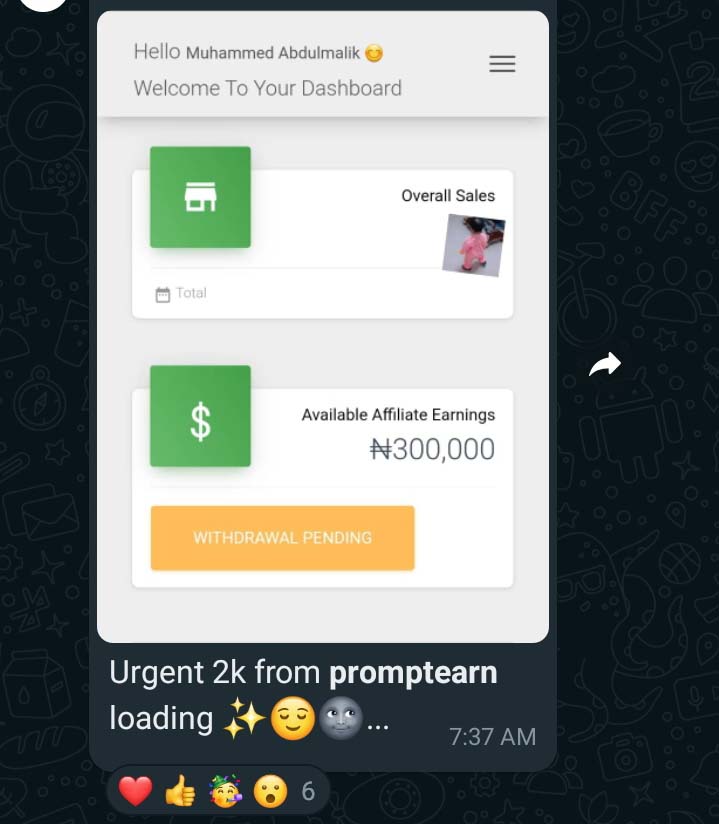 Hello Muhammed Abdulmalik 😊
Welcome To Your Dashboard
Overall Sales
Total
$
Available Affiliate Earnings
₦300,000
WITHDRAWAL PENDING
Urgent 2k from promptearn
loading ✨😌🌚...
7:37 AM
❤️👍🥳😮 6